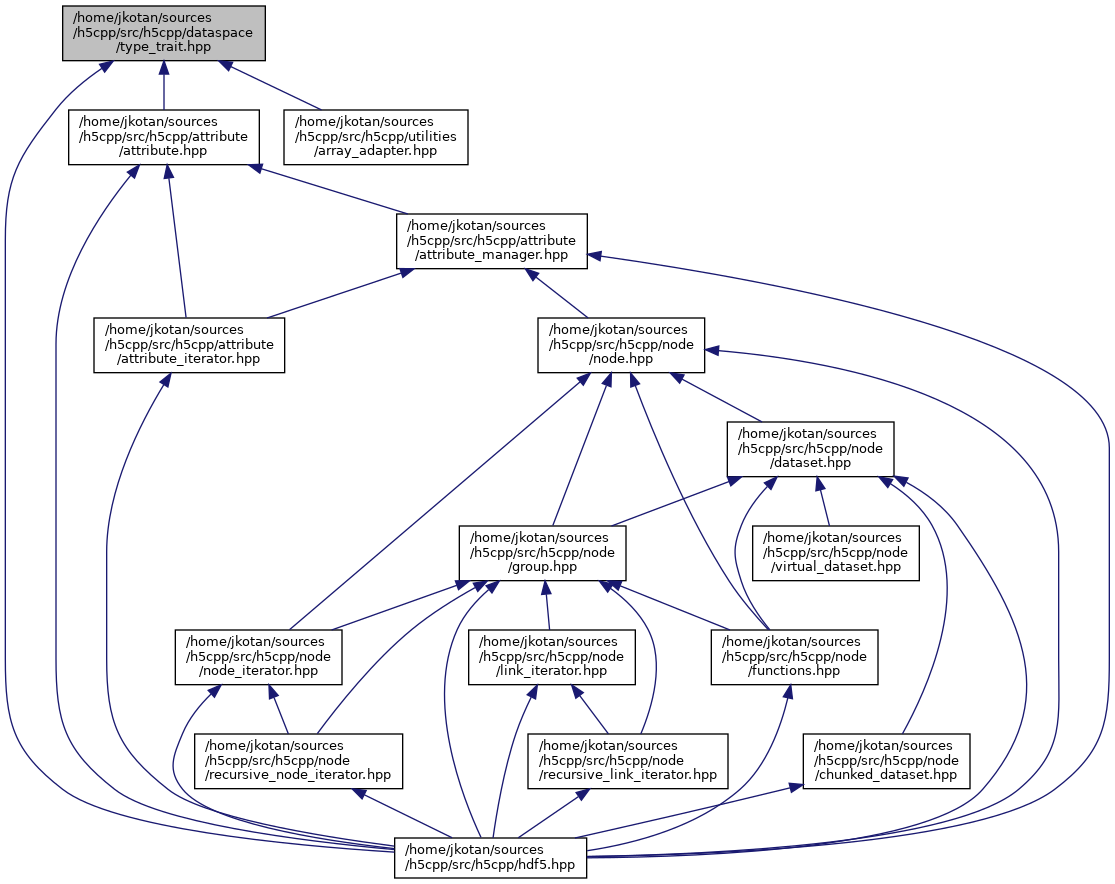 /home/jkotan/sources
/h5cpp/src/h5cpp/dataspace
/type_trait.hpp
/home/jkotan/sources
/h5cpp/src/h5cpp/attribute
/attribute.hpp
/home/jkotan/sources
/h5cpp/src/h5cpp/utilities
/array_adapter.hpp
/home/jkotan/sources
/h5cpp/src/h5cpp/attribute
/attribute_manager.hpp
/home/jkotan/sources
/h5cpp/src/h5cpp/attribute
/attribute_iterator.hpp
/home/jkotan/sources
/h5cpp/src/h5cpp/node
/node.hpp
/home/jkotan/sources
/h5cpp/src/h5cpp/node
/dataset.hpp
/home/jkotan/sources
/h5cpp/src/h5cpp/node
/group.hpp
/home/jkotan/sources
/h5cpp/src/h5cpp/node
/virtual_dataset.hpp
/home/jkotan/sources
/h5cpp/src/h5cpp/node
/node_iterator.hpp
/home/jkotan/sources
/h5cpp/src/h5cpp/node
/link_iterator.hpp
/home/jkotan/sources
/h5cpp/src/h5cpp/node
/functions.hpp
/home/jkotan/sources
/h5cpp/src/h5cpp/node
/recursive_node_iterator.hpp
/home/jkotan/sources
/h5cpp/src/h5cpp/node
/recursive_link_iterator.hpp
/home/jkotan/sources
/h5cpp/src/h5cpp/node
/chunked_dataset.hpp
/home/jkotan/sources
/h5cpp/src/h5cpp/hdf5.hpp